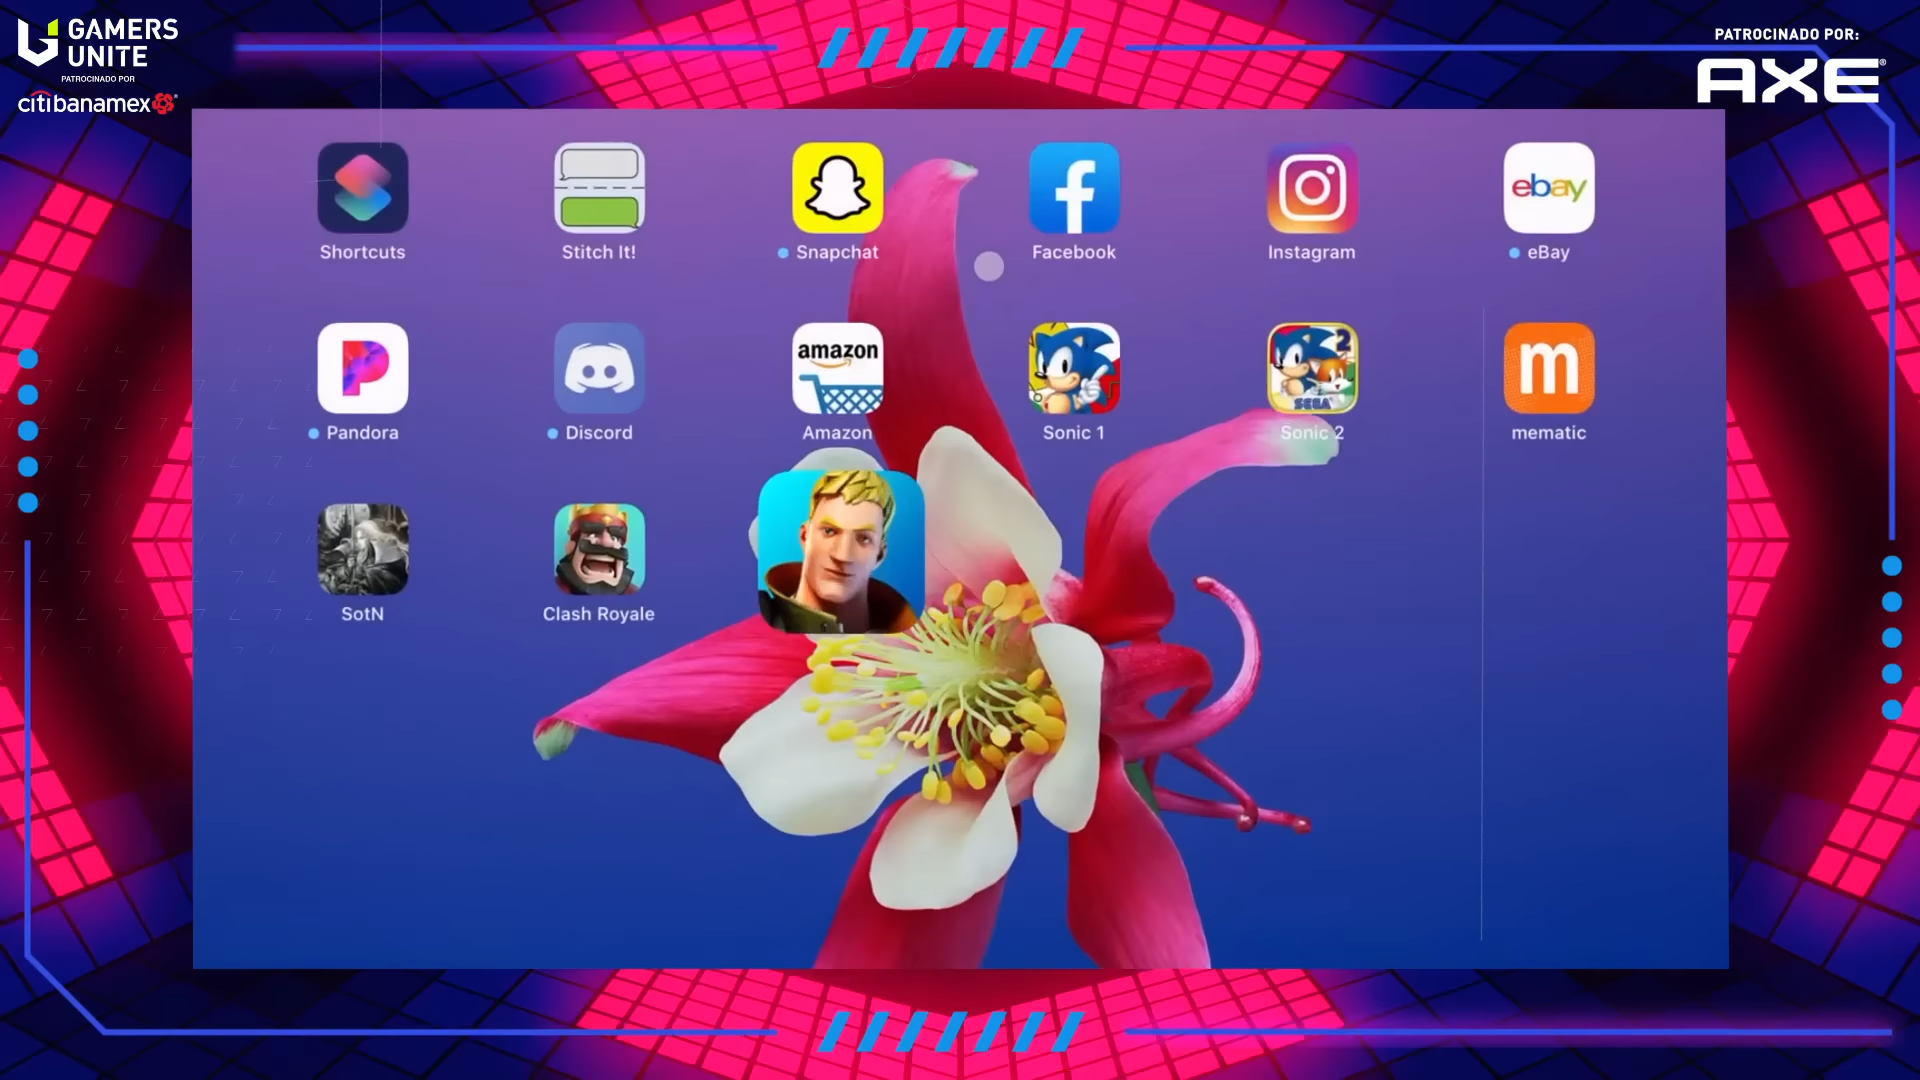 GAMERS
UNITE
PATROCINADO POR
citibanamex
PATROCINADO POR:
AXE
Shortcuts
Stitch It!
Snapchat
Facebook
Instagram
ebay
eBay
Pandora
Discord
amazon
Amazon
Sonic 1
2
SEGA
Sonic 2
m
mematic
SotN
Clash Royale